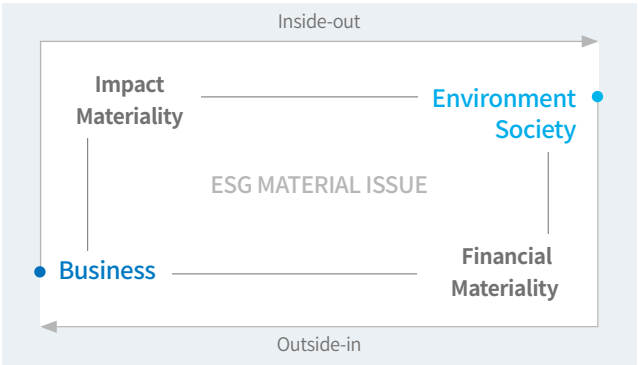 Inside-out
Impact
Materiality
Environment
Society
ESG MATERIAL ISSUE
Business
Financial
Materiality
Outside-in